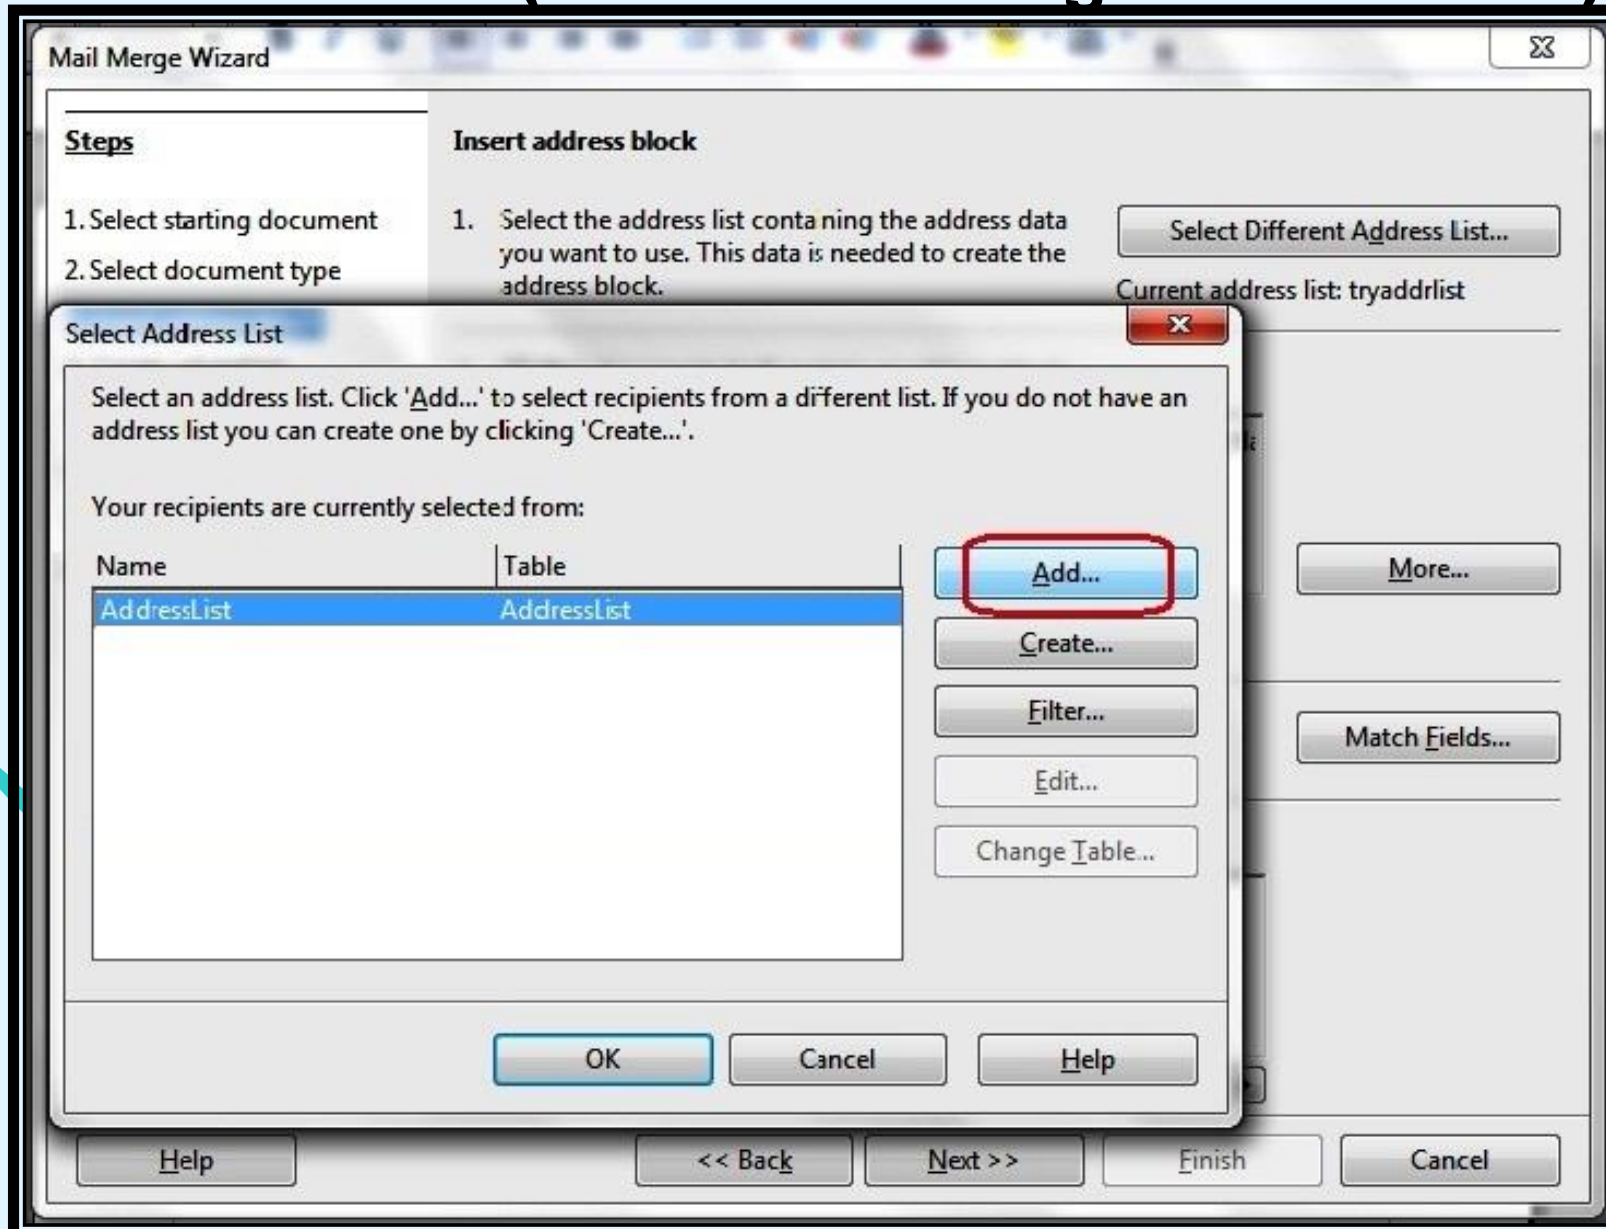 Mail Merge Wizard
Steps
Insert address block
1. Select starting document
2. Select document type
1. Select the address list containing the address data
you want to use. This data is needed to create the
address block.
Select Different Address List...
Current address list: tryaddrlist
Select Address List
Select an address list. Click 'Add...' to select recipients from a different list. If you do not have an
address list you can create one by clicking 'Create...'.
Your recipients are currently selected from:
Name Table
AddressList AddressList
Add...
Create...
Filter...
Edit...
Change Table...
More...
Match Fields...
OK Cancel Help
Help << Back Next >> Finish Cancel